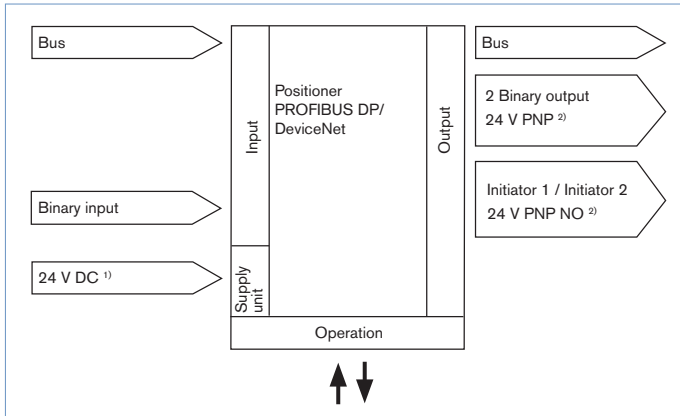 Bus
Binary input
24 V DC 1)
Input
Supply
unit
Positioner
PROFIBUS DP/
DeviceNet
Output
Operation
Bus
2 Binary output
24 V PNP 2)
Initiator 1 / Initiator 2
24 V PNP NO 2)